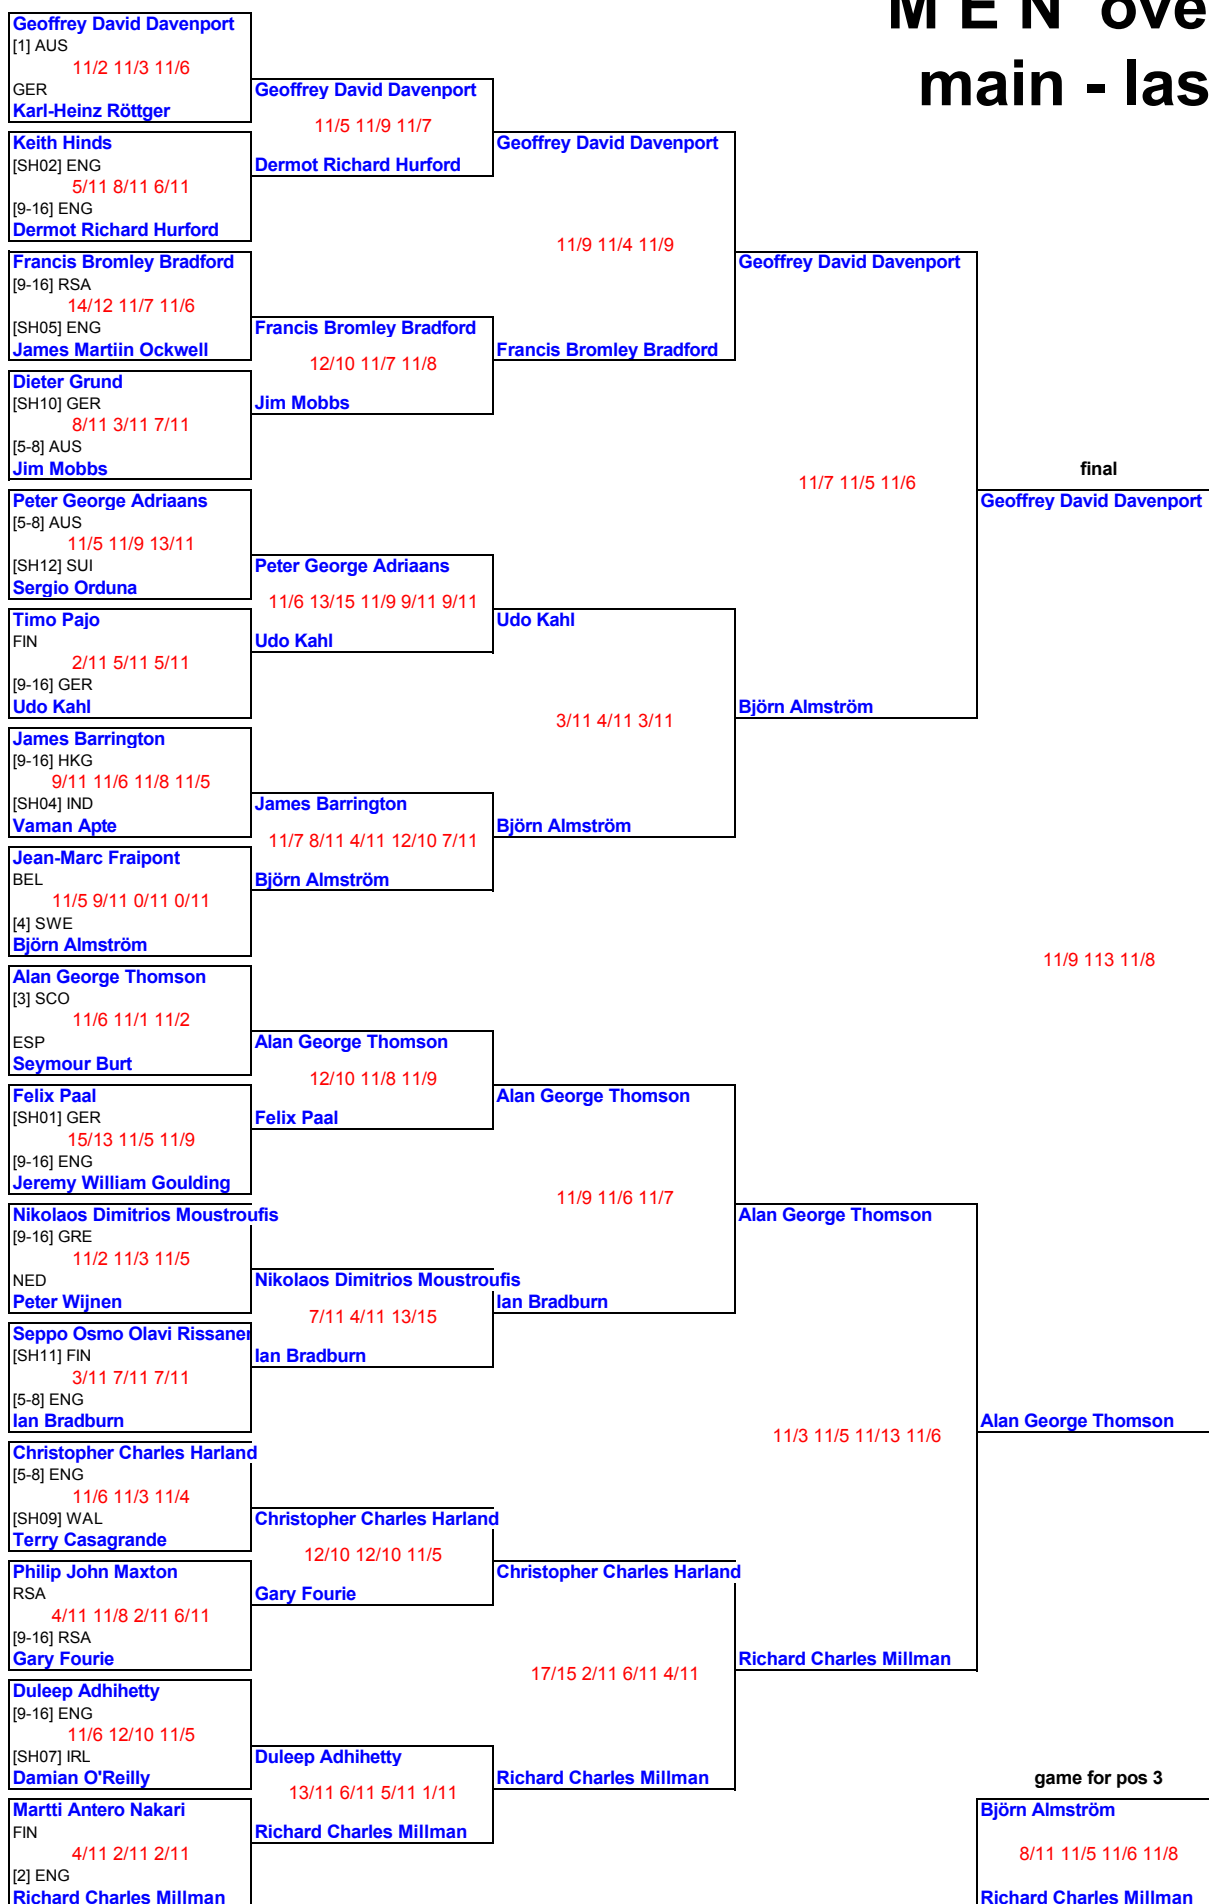 M E N ove
main - las
Geoffrey David Davenport
[1] AUS
11/2 11/3 11/6
GER
Karl-Heinz Röttger
Keith Hinds
[SH02] ENG
5/11 8/11 6/11
[9-16] ENG
Dermot Richard Hurford
Francis Bromley Bradford
[9-16] RSA
14/12 11/7 11/6
[SH05] ENG
James Martiin Ockwell
Dieter Grund
[SH10] GER
8/11 3/11 7/11
[5-8] AUS
Jim Mobbs
Peter George Adriaans
[5-8] AUS
11/5 11/9 13/11
[SH12] SUI
Sergio Orduna
Timo Pajo
FIN
2/11 5/11 5/11
[9-16] GER
Udo Kahl
James Barrington
[9-16] HKG
9/11 11/6 11/8 11/5
[SH04] IND
Vaman Apte
Jean-Marc Fraipont
BEL
11/5 9/11 0/11 0/11
[4] SWE
Björn Almström
Alan George Thomson
[3] SCO
11/6 11/1 11/2
ESP
Seymour Burt
Felix Paal
[SH01] GER
15/13 11/5 11/9
[9-16] ENG
Jeremy William Goulding
Nikolaos Dimitrios Moustroufis
[9-16] GRE
11/2 11/3 11/5
NED
Peter Wijnen
Seppo Osmo Olavi Rissanen
[SH11] FIN
3/11 7/11 7/11
[5-8] ENG
Ian Bradburn
Christopher Charles Harland
[5-8] ENG
11/6 11/3 11/4
[SH09] WAL
Terry Casagrande
Philip John Maxton
RSA
4/11 11/8 2/11 6/11
[9-16] RSA
Gary Fourie
Duleep Adhihetty
[9-16] ENG
11/6 12/10 11/5
[SH07] IRL
Damian O'Reilly
Martti Antero Nakari
FIN
4/11 2/11 2/11
[2] ENG
Richard Charles Millman
Geoffrey David Davenport
11/5 11/9 11/7
Dermot Richard Hurford
Francis Bromley Bradford
12/10 11/7 11/8
Jim Mobbs
Peter George Adriaans
11/6 13/15 11/9 9/11 9/11
Udo Kahl
James Barrington
11/7 8/11 4/11 12/10 7/11
Björn Almström
Alan George Thomson
12/10 11/8 11/9
Felix Paal
Nikolaos Dimitrios Moustroufis
7/11 4/11 13/15
Ian Bradburn
Christopher Charles Harland
12/10 12/10 11/5
Gary Fourie
Duleep Adhihetty
13/11 6/11 5/11 1/11
Richard Charles Millman
Geoffrey David Davenport
11/9 11/4 11/9
Francis Bromley Bradford
Udo Kahl
3/11 4/11 3/11
Björn Almström
Alan George Thomson
11/9 11/6 11/7
Ian Bradburn
Christopher Charles Harland
17/15 2/11 6/11 4/11
Richard Charles Millman
Geoffrey David Davenport
11/7 11/5 11/6
Björn Almström
Alan George Thomson
11/3 11/5 11/13 11/6
Richard Charles Millman
final
Geoffrey David Davenport
11/9 113 11/8
Alan George Thomson
game for pos 3
Björn Almström
8/11 11/5 11/6 11/8
Richard Charles Millman